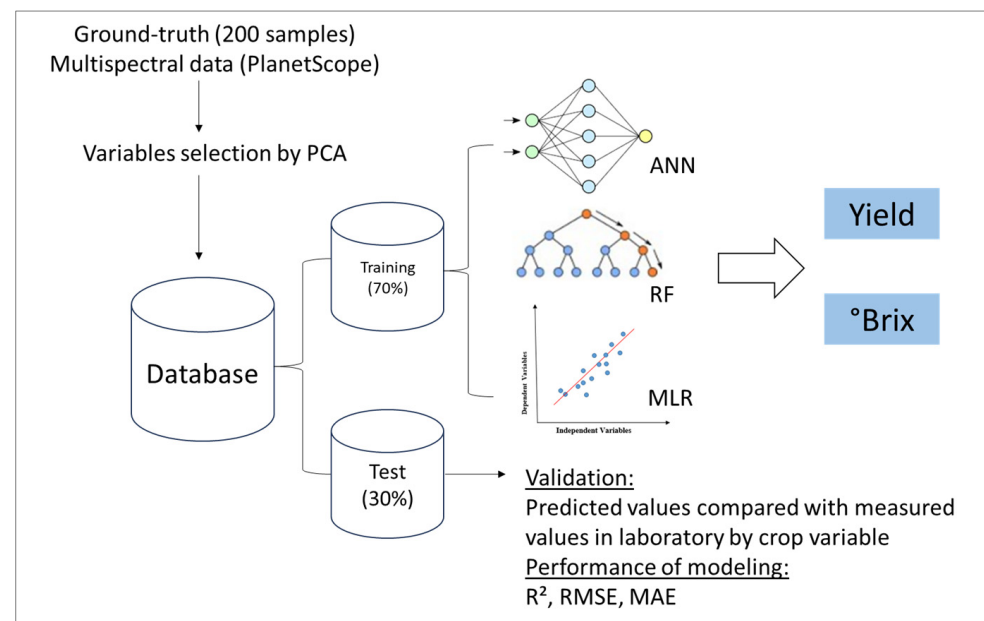 Ground-truth (200 samples)
Multispectral data (PlanetScope)
Variables selection by PCA
Database
Training
(70%)
Test
(30%)
ANN
RF
Dependent Variables
Independent Variables
MLR
Yield
°Brix
Validation:
Predicted values compared with measured
values in laboratory by crop variable
Performance of modeling:
R², RMSE, MAE